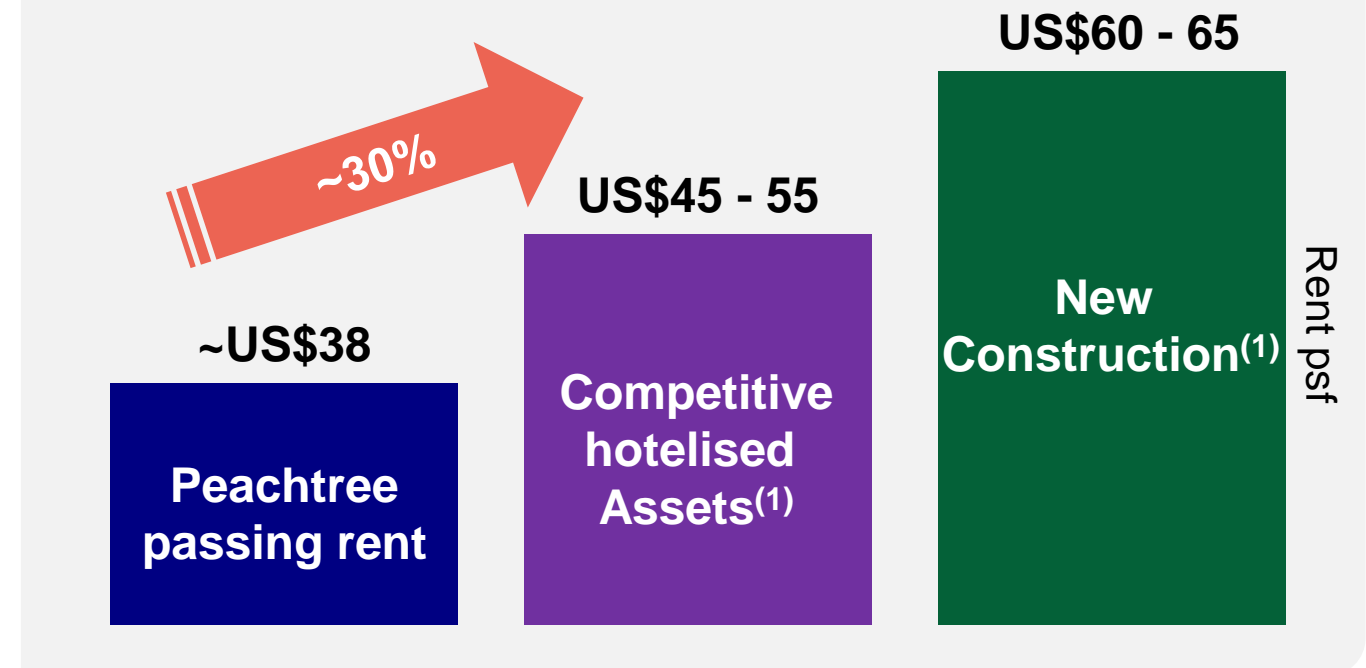 US$60 - 65
~30%
US$45 - 55
~US$38
Peachtree
passing rent
Competitive
hotelised
Assets(1)
New
Construction(1)
Rent psf